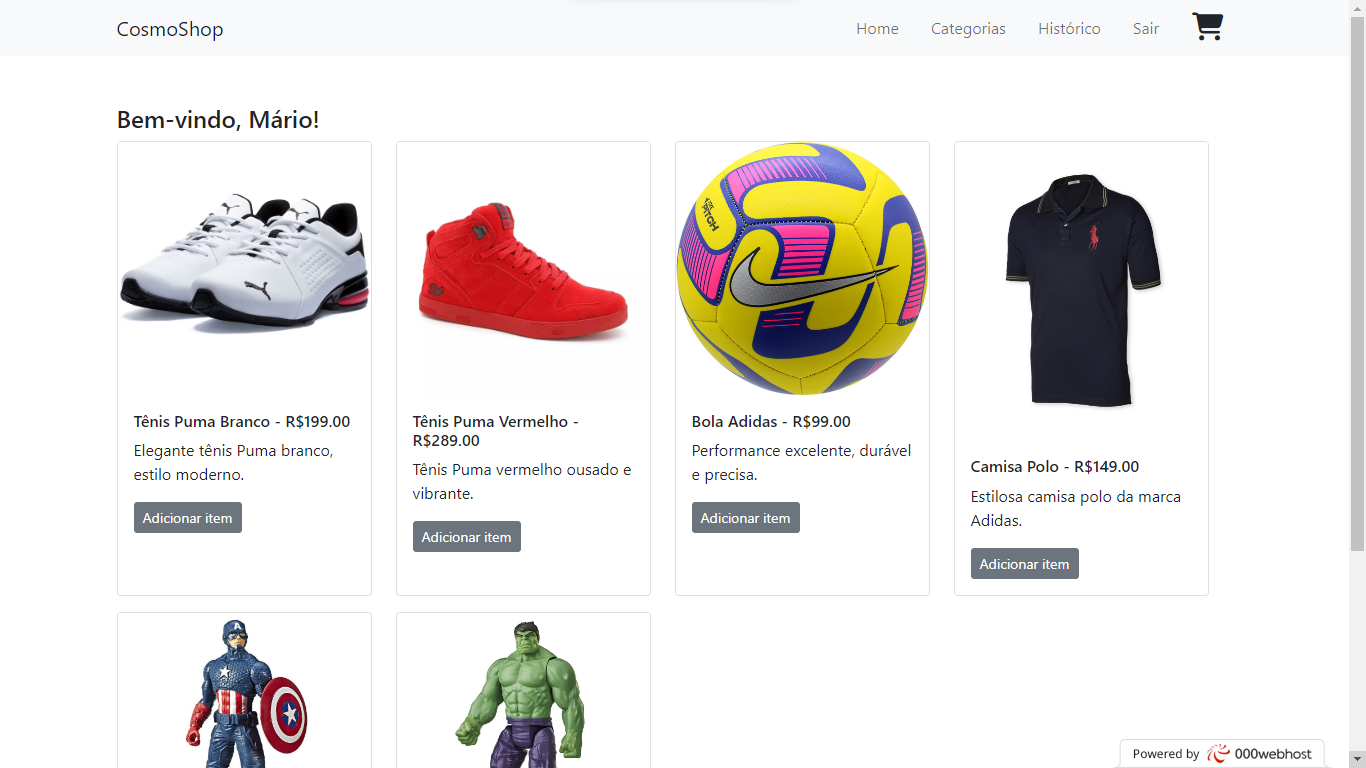 CosmoShop
Home
Categorias
Histórico
Sair
Bem-vindo, Mário!
PITCH
Tênis Puma Branco - R$199.00
Elegante tênis Puma branco,
estilo moderno.
Adicionar item
Tênis Puma Vermelho -
R$289.00
Tênis Puma vermelho ousado e
vibrante.
Adicionar item
Bola Adidas - R$99.00
Performance excelente, durável
e precisa.
Adicionar item
Camisa Polo - R$149.00
Estilosa camisa polo da marca
Adidas.
Adicionar item
A
Powered by 000webhost